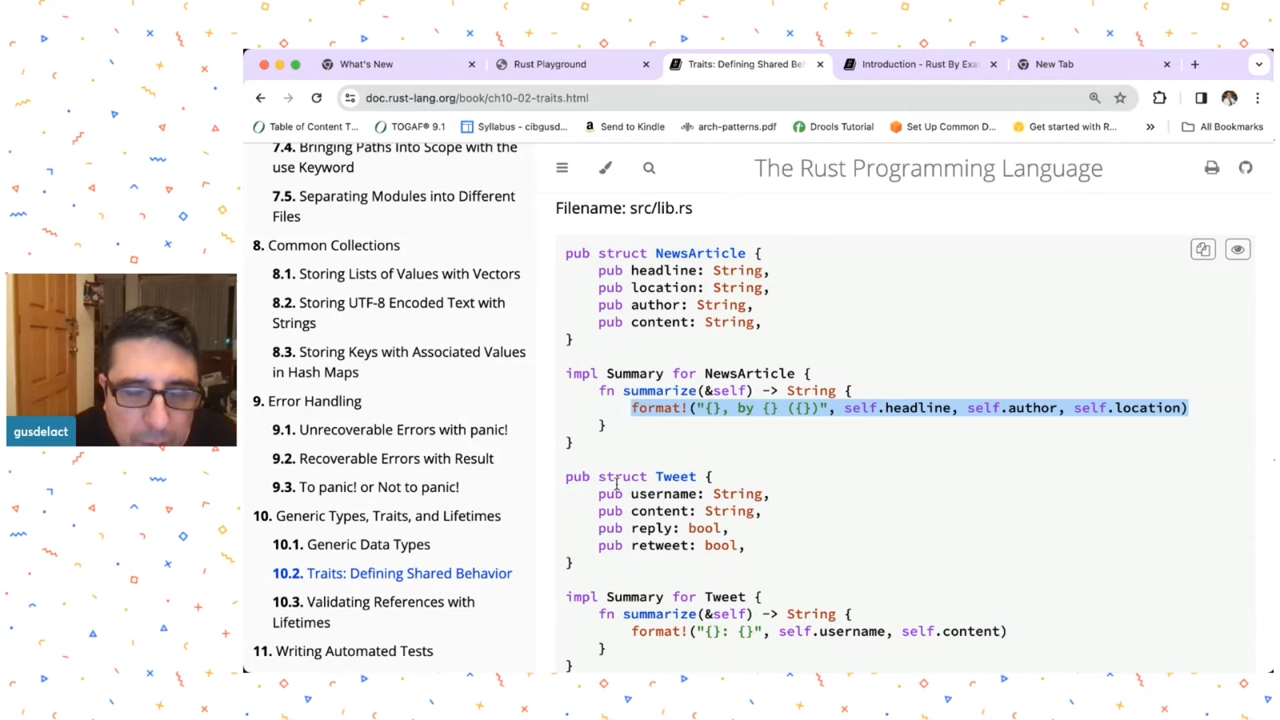 What's New
Rust Playground
Traits: Defining Shared Beh
Introduction - Rust By Exa
New Tab
doc.rust-lang.org/book/ch10-02-traits.html
Table of Content T...
TOGAF® 9.1
Syllabus - cibgusd...
Send to Kindle
arch-patterns.pdf
Drools Tutorial
Set Up Common D...
Get started with R...
»
All Bookmarks
7.4. Bringing Paths Into Scope with the
use Keyword
7.5. Separating Modules into Different
Files
8. Common Collections
8.1. Storing Lists of Values with Vectors
8.2. Storing UTF-8 Encoded Text with
Strings
8.3. Storing Keys with Associated Values
in Hash Maps
9. Error Handling
9.1. Unrecoverable Errors with panic!
9.2. Recoverable Errors with Result
9.3. To panic! or Not to panic!
10. Generic Types, Traits, and Lifetimes
10.1. Generic Data Types
10.2. Traits: Defining Shared Behavior
10.3. Validating References with
Lifetimes
11. Writing Automated Tests
The Rust Programming Language
Filename: src/lib.rs
pub struct NewsArticle {
pub headline: String,
pub location: String,
pub author: String,
pub content: String,
}
impl Summary for NewsArticle {
fn summarize(&self) -> String {
format!("{}, by {} ({})", self.headline, self.author, self.location)
}
}
pub struct Tweet {
pub username: String,
pub content: String,
pub reply: bool,
pub retweet: bool,
}
impl Summary for Tweet {
fn summarize(&self) -> String {
format!("{}: {}", self.username, self.content)
}
}
gusdelact